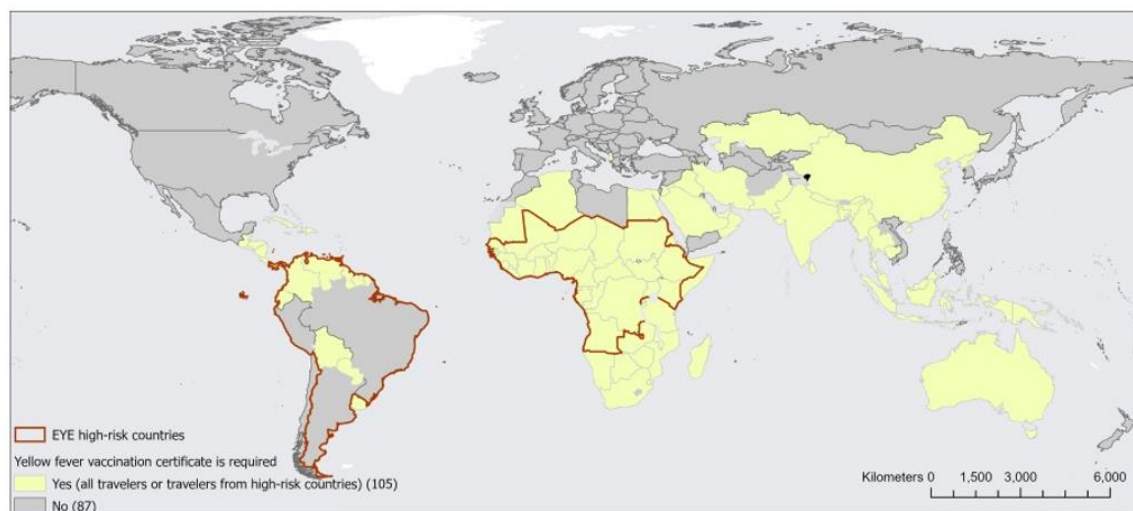 EYE high-risk countries
Yellow fever vaccination certificate is required
Yes (all travelers or travelers from high-risk countries) (105)
No (87)
Kilometers 0 1,500 3,000 6,000